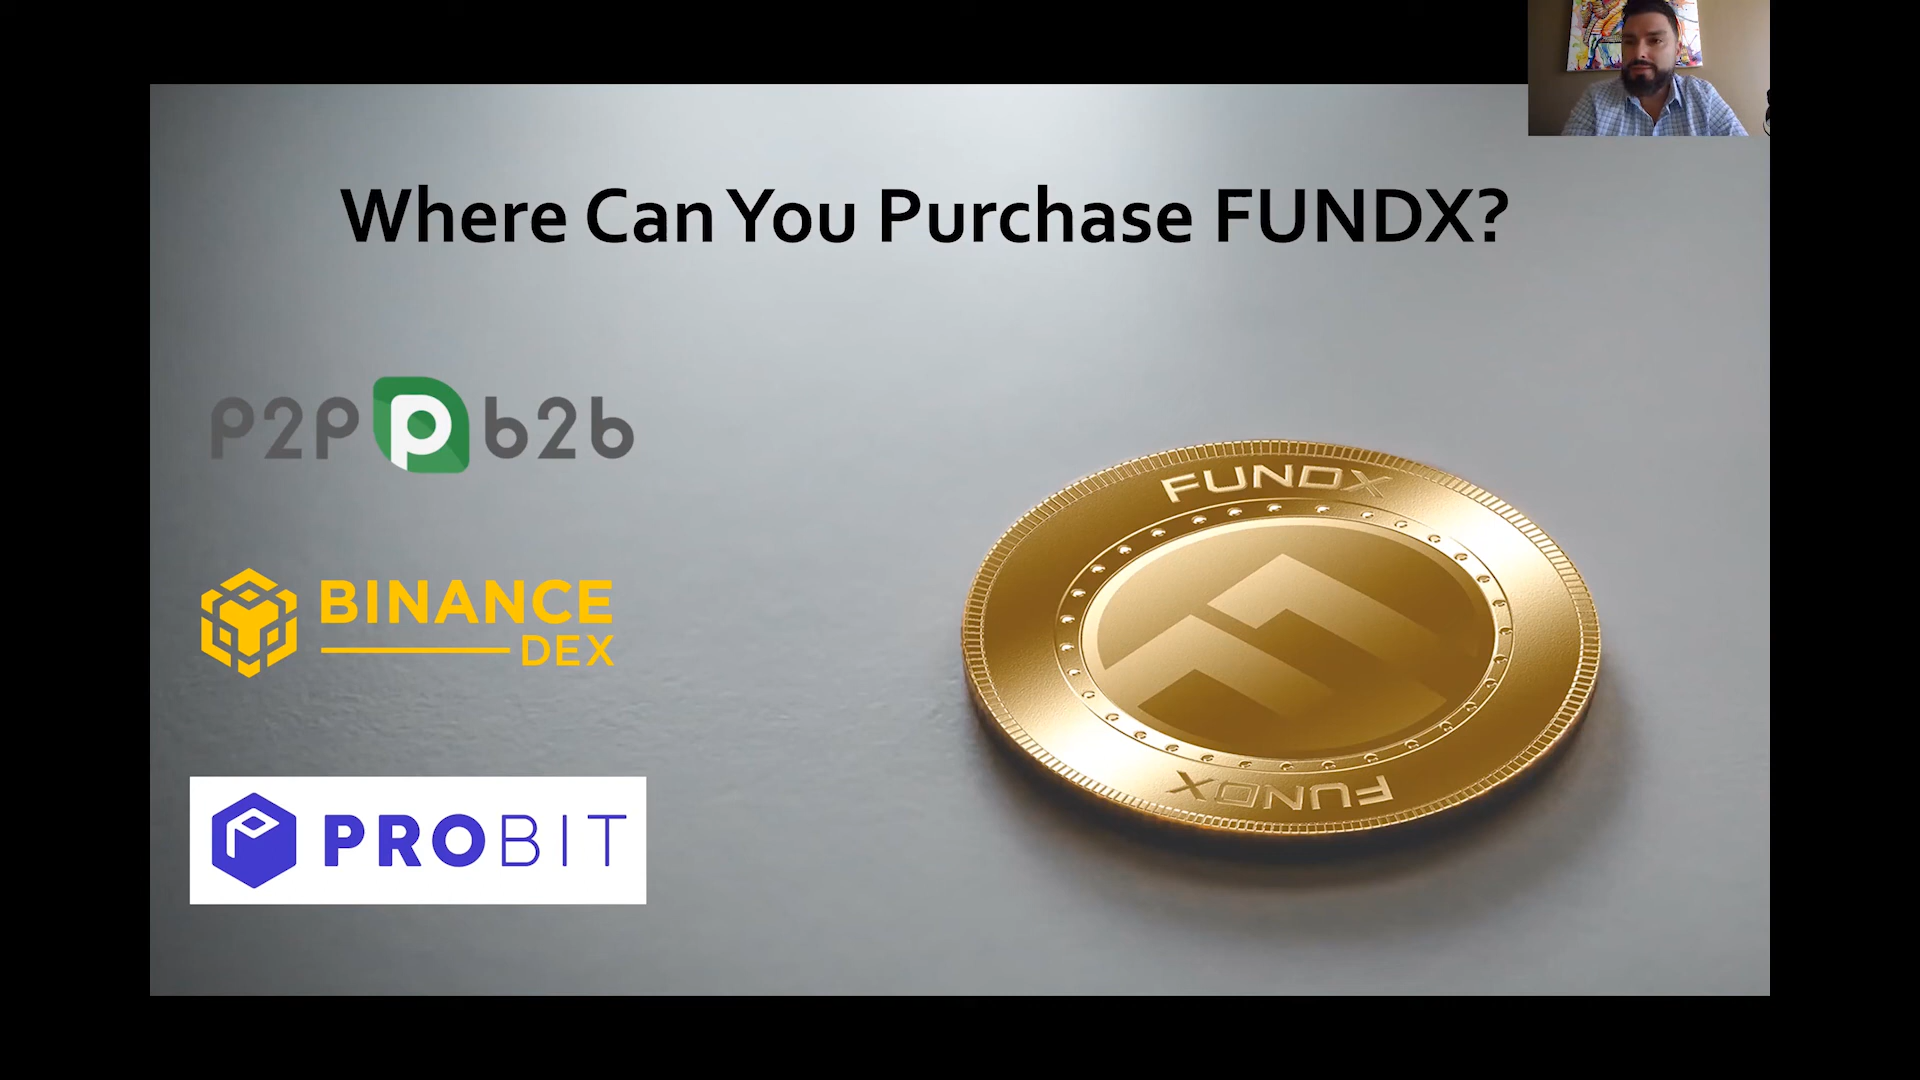 Where Can You Purchase FUNDX?
P2P b2b
BINANCE
DEX
PROBIT
FUNDX
FUNDX